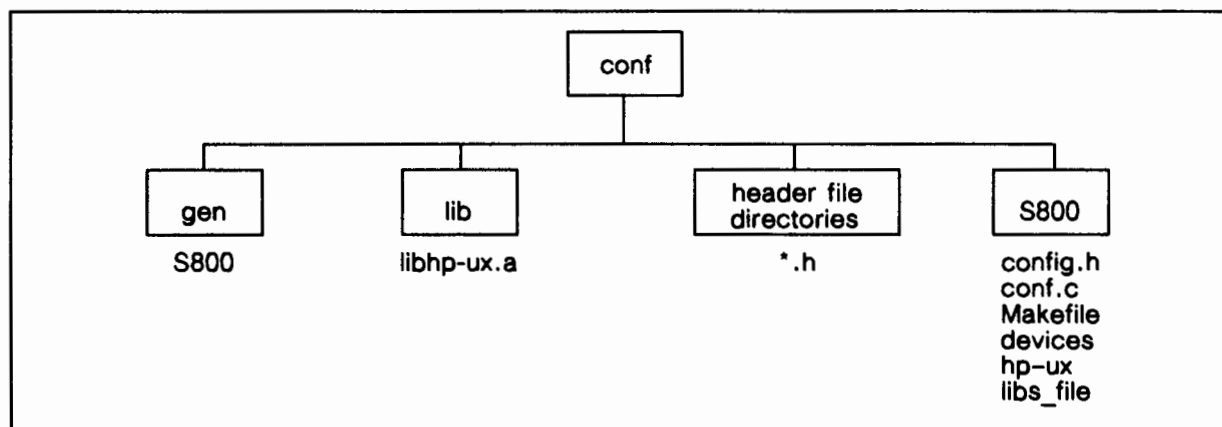 conf
gen
lib
header file
directories
S800
S800
libhp-ux.a
*.h
config.h
conf.c
Makefile
devices
hp-ux
libs_file